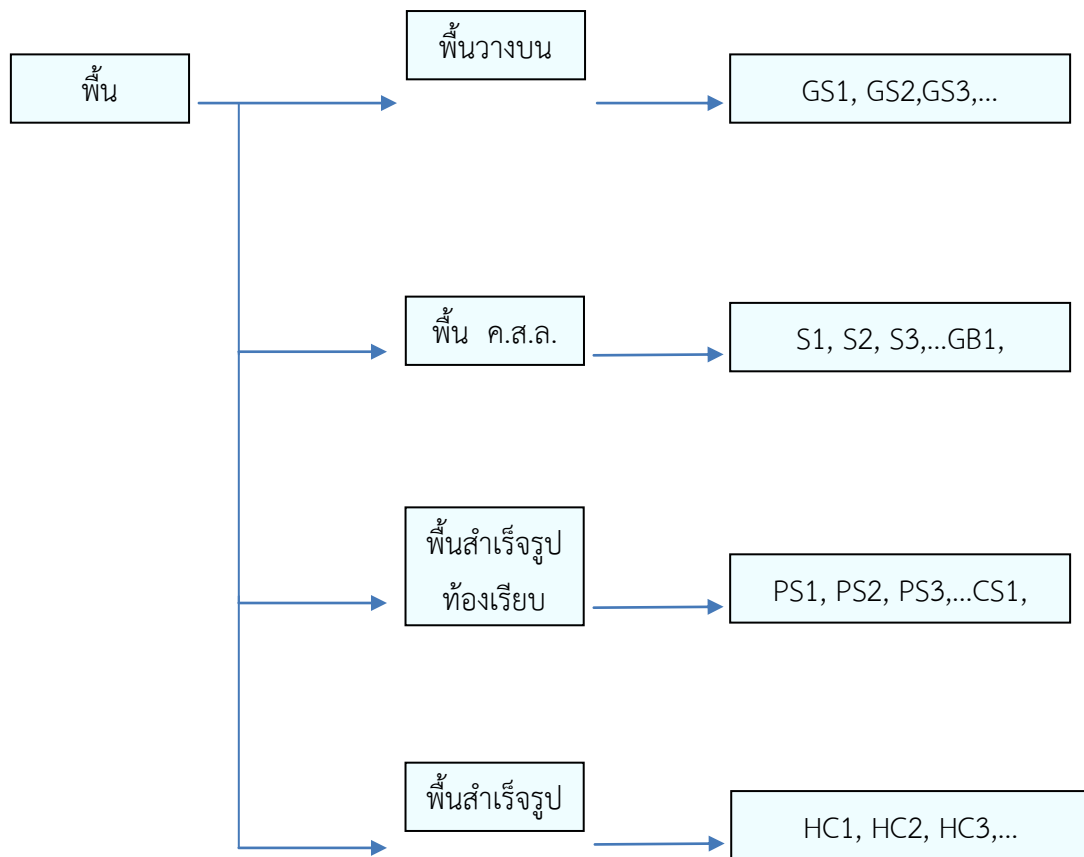 พื้น
พื้นวางบน
GS1, GS2,GS3,...
พื้น ค.ส.ล.
S1, S2, S3,...GB1,
พื้นสำเร็จรูป
ท้องเรียบ
PS1, PS2, PS3,...CS1,
พื้นสำเร็จรูป
HC1, HC2, HC3,...